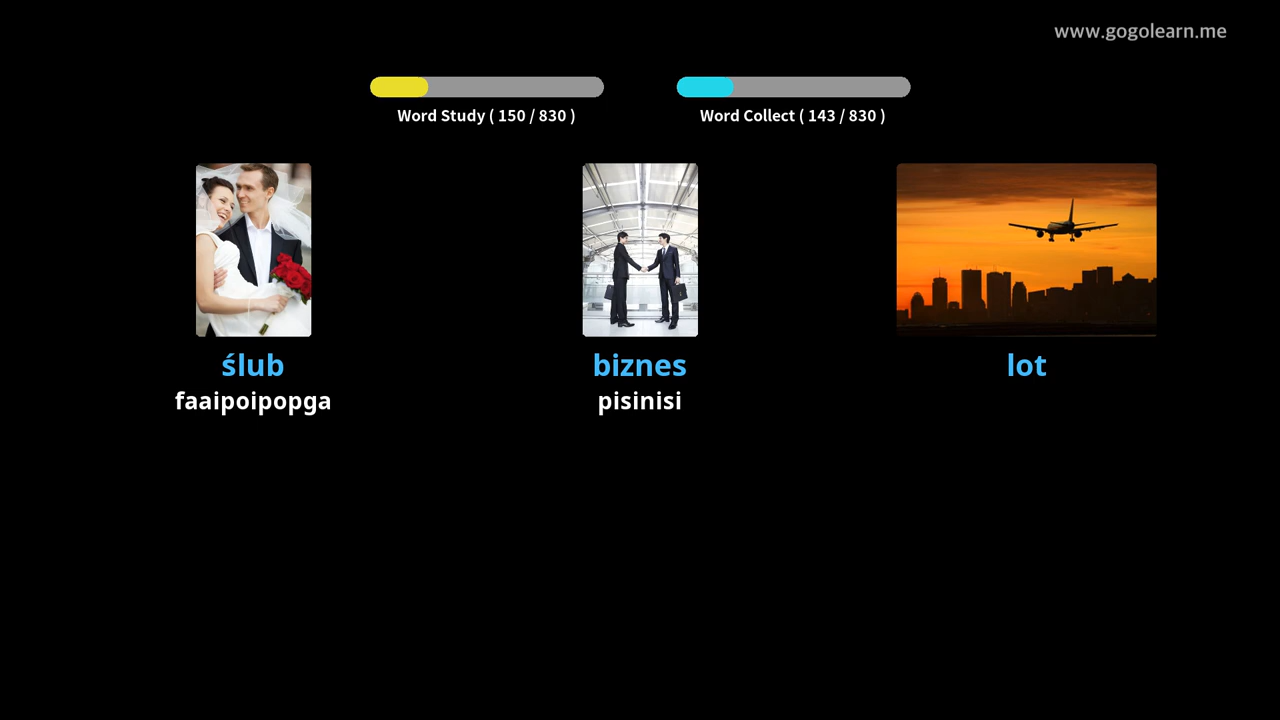 www.gogolearn.me
Word Study ( 150 / 830 )
Word Collect ( 143 / 830 )
ślub
faaipoipopga
biznes
pisinisi
lot